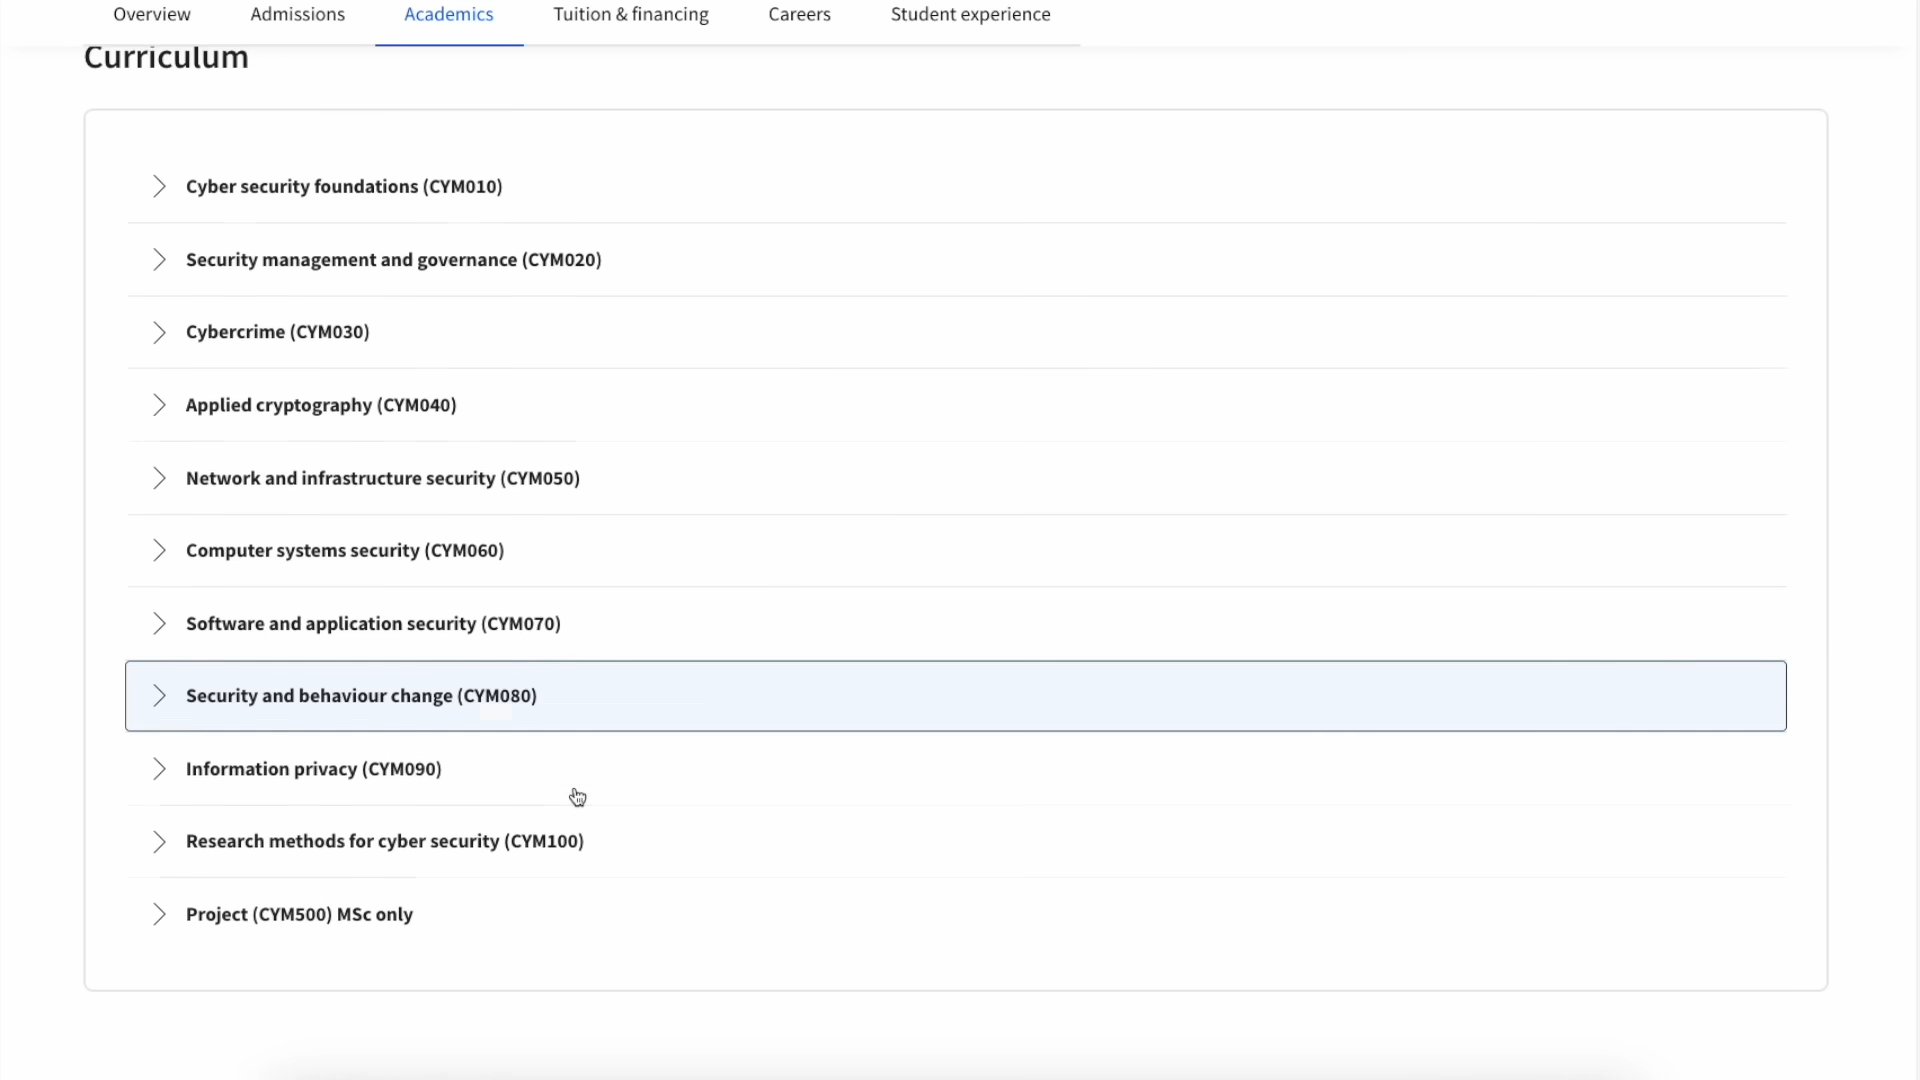 Overview Admissions Academics Tuition & financing Careers Student experience
Curriculum
Cyber security foundations (CYM010)
Security management and governance (CYM020)
Cybercrime (CYM030)
Applied cryptography (CYM040)
Network and infrastructure security (CYM050)
Computer systems security (CYM060)
Software and application security (CYM070)
Security and behaviour change (CYM080)
Information privacy (CYM090)
Research methods for cyber security (CYM100)
Project (CYM500) MSc only